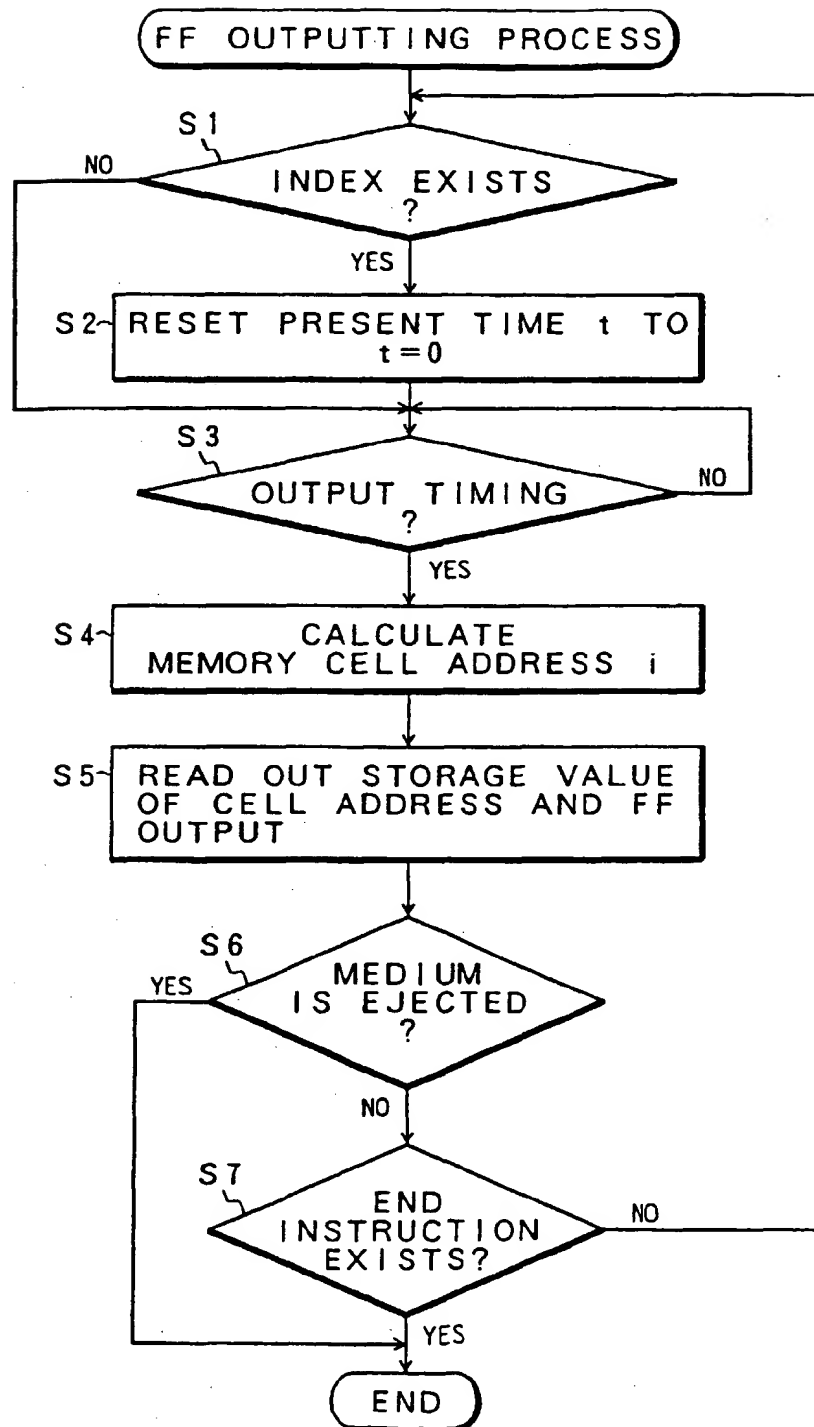 FF OUTPUTTING PROCESS
S1
NO
INDEX EXISTS
?
YES
S2
RESET PRESENT TIME t TO
t=0
S3
OUTPUT TIMING
?
NO
YES
S4
CALCULATE
MEMORY CELL ADDRESS i
S5
READ OUT STORAGE VALUE
OF CELL ADDRESS AND FF
OUTPUT
S6
YES
MEDIUM
IS EJECTED
?
NO
S7
END
INSTRUCTION
EXISTS?
NO
YES
END